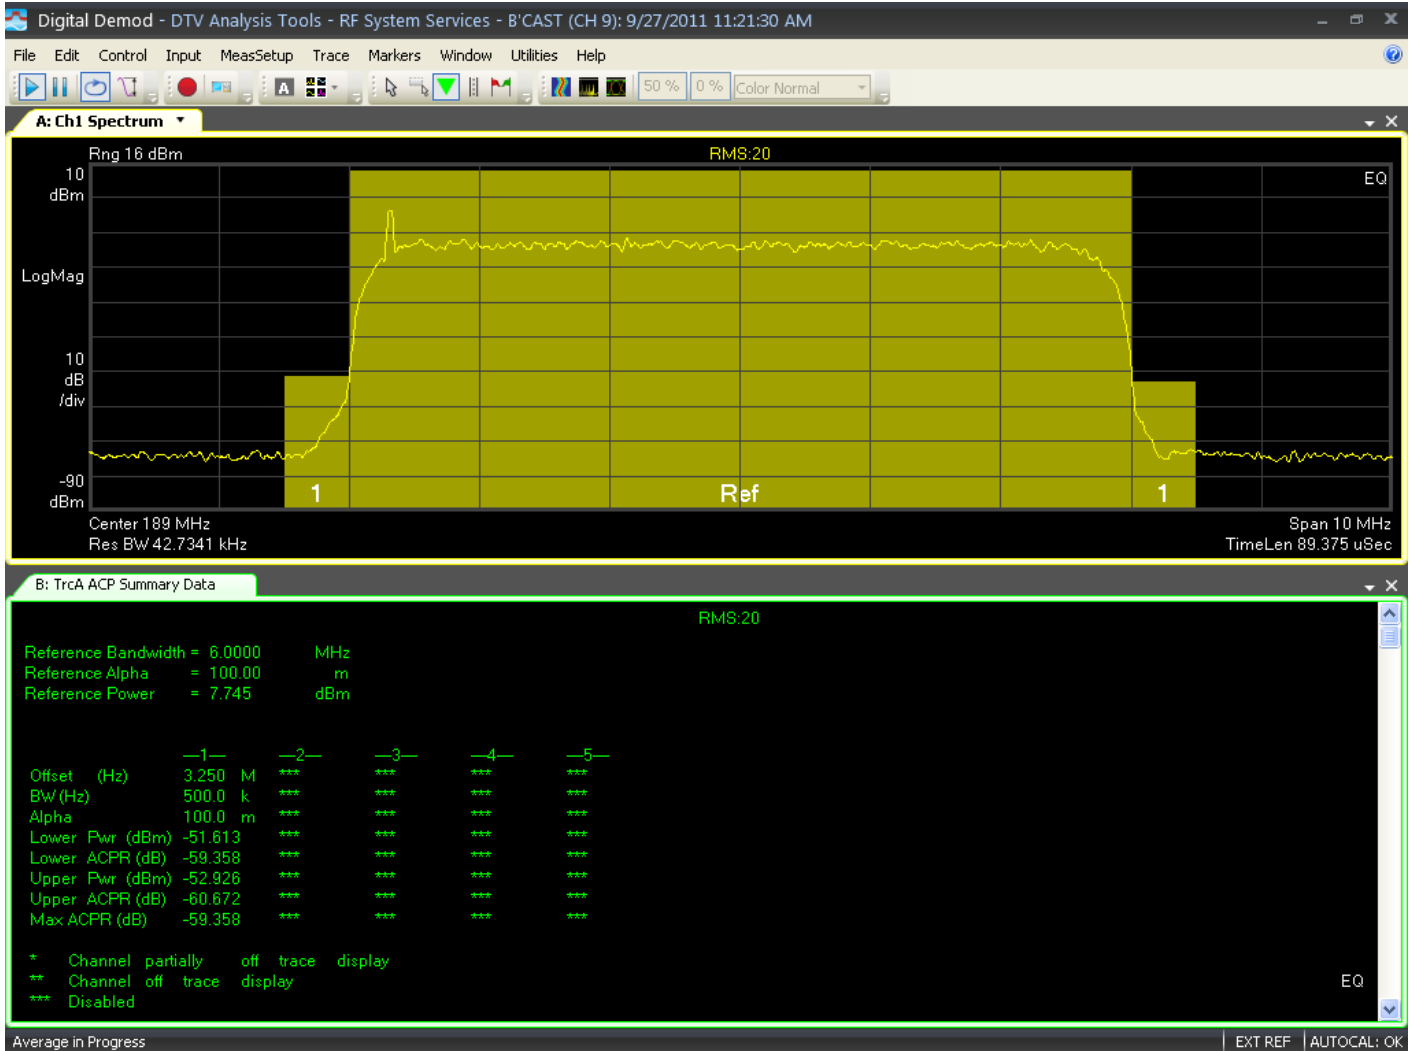 Digital Demod - DTV Analysis Tools - RF System Services - B'CAST (CH 9): 9/27/2011 11:21:30 AM
File Edit Control Input MeasSetup Trace Markers Window Utilities Help
A 50 % 0 % Color Normal
A: Ch1 Spectrum
Rng 16 dBm RMS:20
10 EQ
dBm
LogMag
10
dB
/div
-90
dBm
1 Ref 1
Center 189 MHz Span 10 MHz
Res BW 42.7341 kHz TimeLen 89.375 uSec
B: TrcA ACP Summary Data
RMS:20
Reference Bandwidth = 6.0000 MHz
Reference Alpha = 100.00 m
Reference Power = 7.745 dBm
—1— —2— —3— —4— —5—
Offset (Hz) 3.250 M *** *** *** ***
BW (Hz) 500.0 k *** *** *** ***
Alpha 100.0 m *** *** *** ***
Lower Pwr (dBm) -51.613 *** *** *** ***
Lower ACPR (dB) -59.358 *** *** *** ***
Upper Pwr (dBm) -52.926 *** *** *** ***
Upper ACPR (dB) -60.672 *** *** *** ***
Max ACPR (dB) -59.358 *** *** *** ***
* Channel partially off trace display
** Channel off trace display
*** Disabled
EQ
Average in Progress EXT REF AUTOCAL: OK